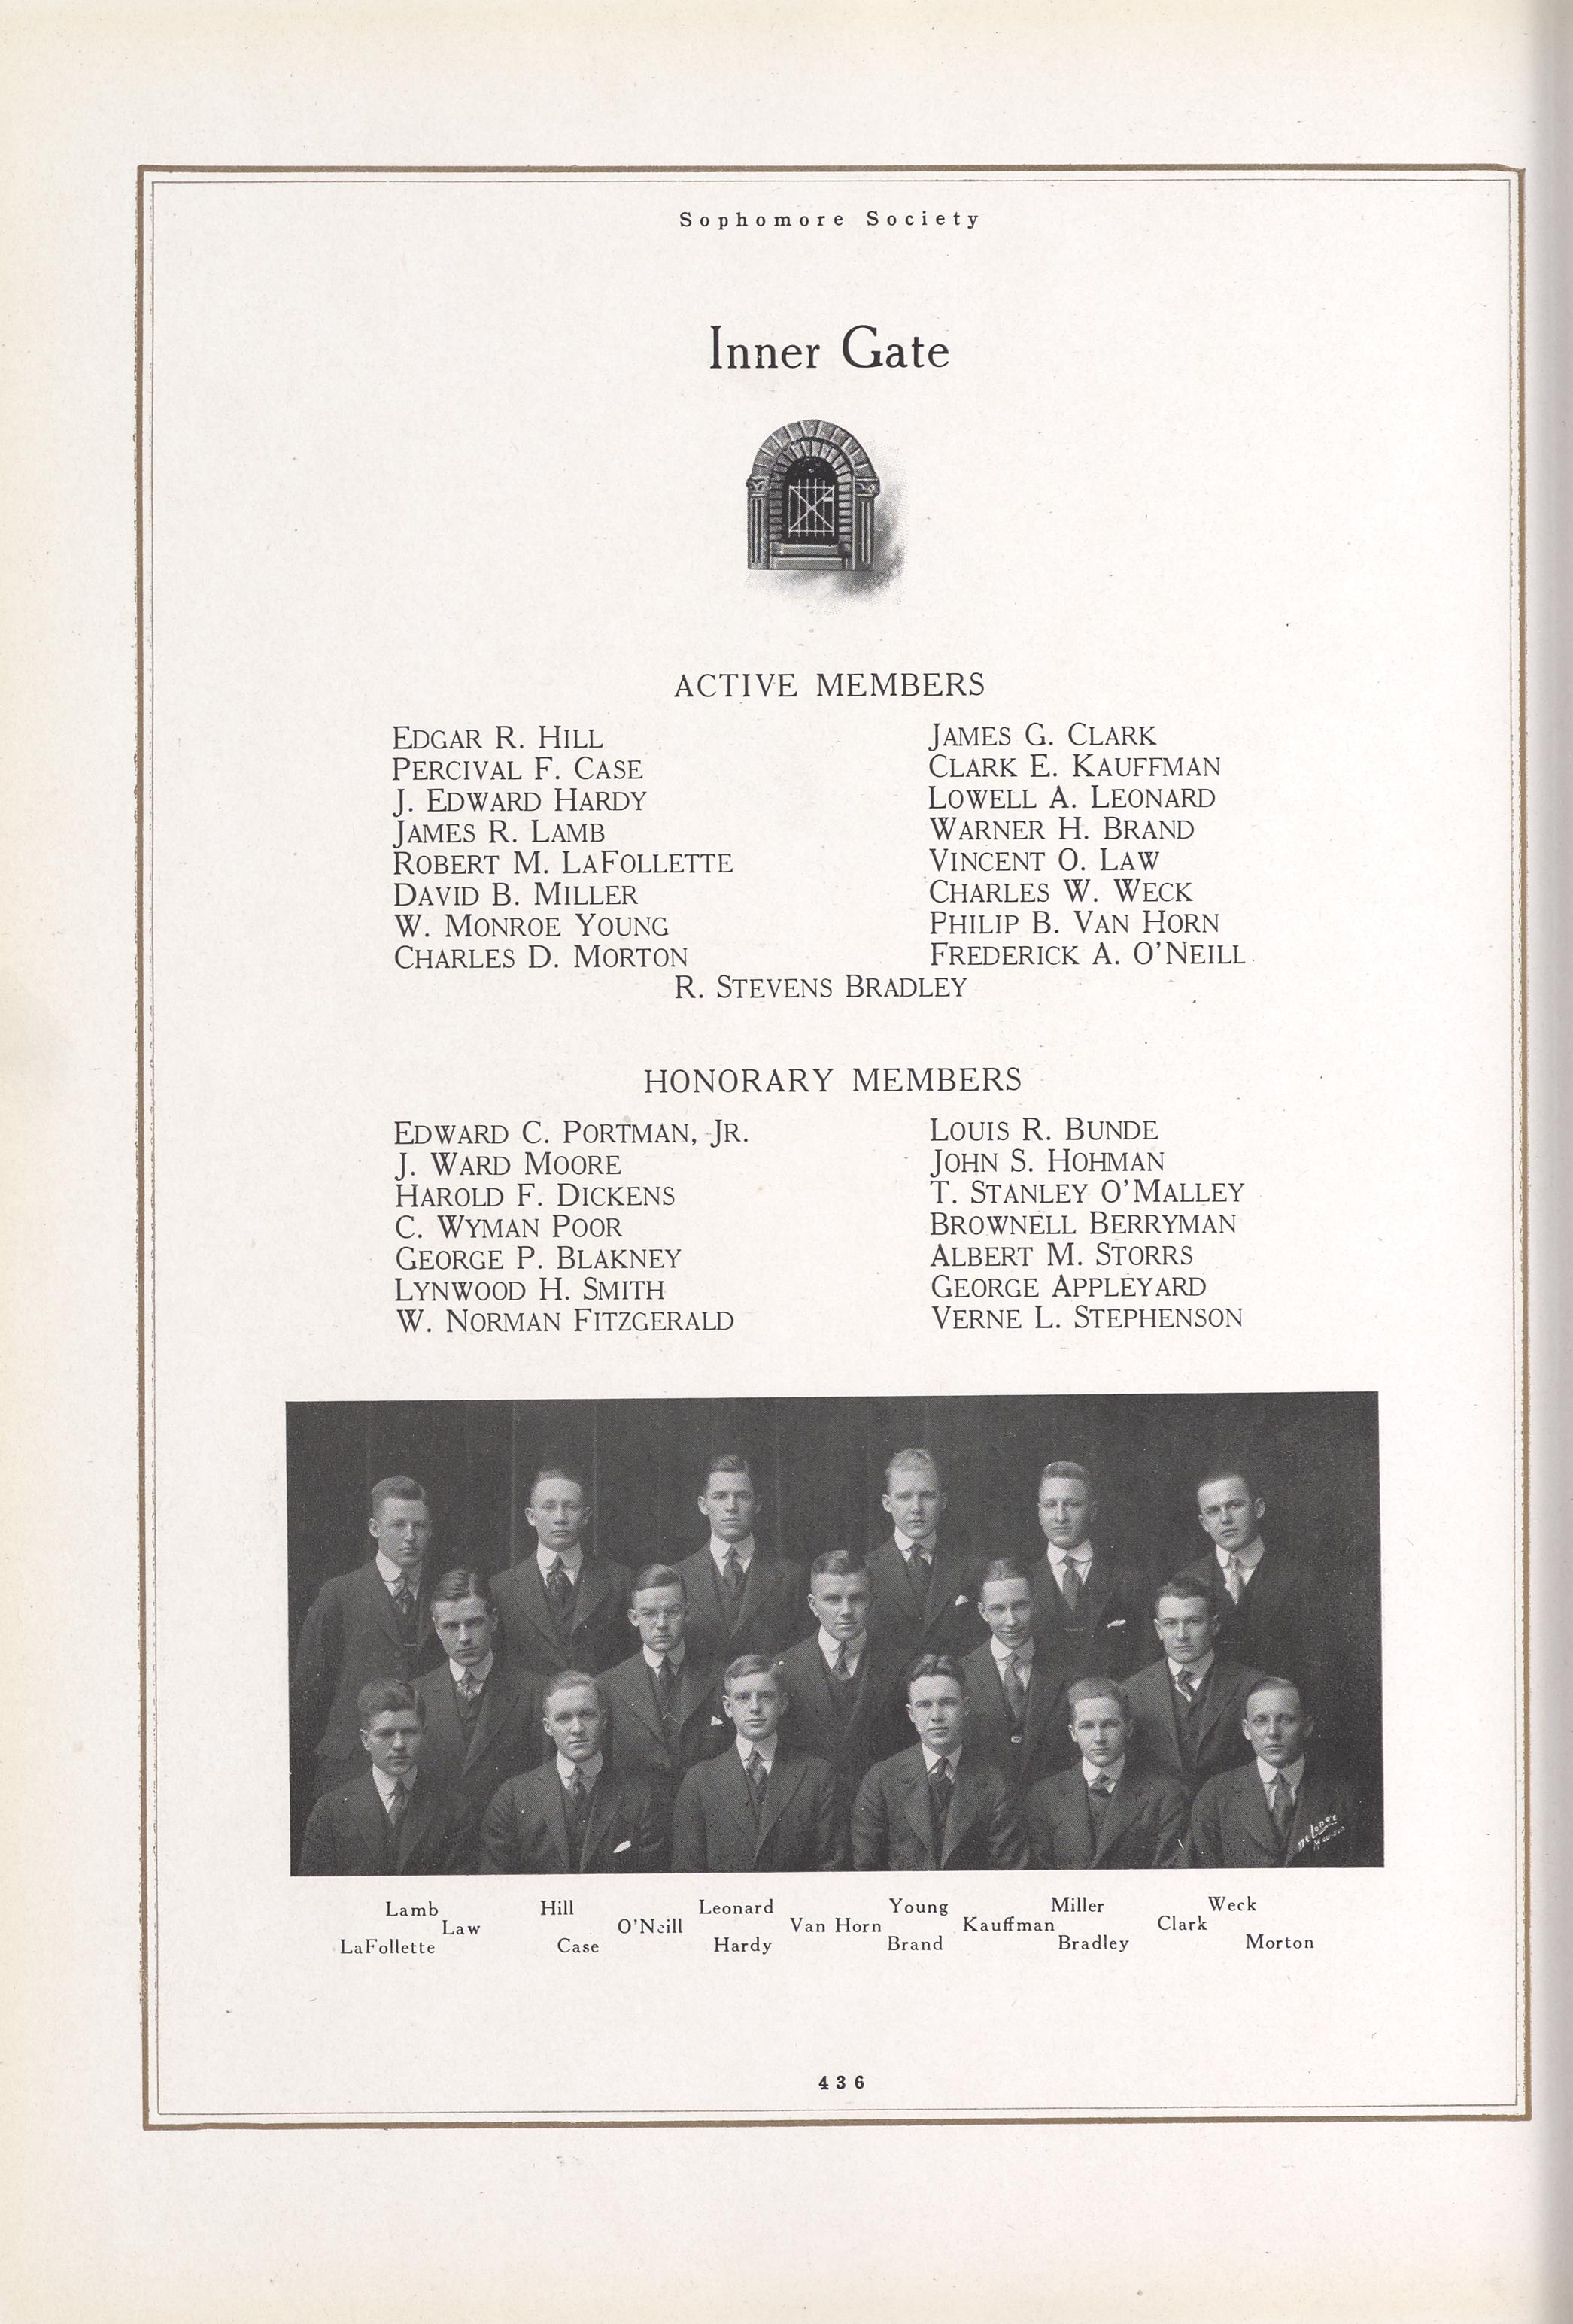 Sophomore Society
Inner Gate
ACTIVE MEMBERS
EDGAR R. HILL
PERCIVAL F. CASE
J. EDWARD HARDY
JAMES R. LAMB
ROBERT M. LAFOLLETTE
DAVID B. MILLER
W. MONROE YOUNG
CHARLES D. MORTON
JAMES G. CLARK
CLARK E. KAUFFMAN
LOWELL A. LEONARD
WARNER H. BRAND
VINCENT O. LAW
CHARLES W. WECK
PHILIP B. VAN HORN
FREDERICK A. O'NEILL
R. STEVENS BRADLEY
HONORARY MEMBERS
EDWARD C. PORTMAN, JR.
J. WARD MOORE
HAROLD F. DICKENS
C. WYMAN POOR
GEORGE P. BLAKNEY
LYNWOOD H. SMITH
W. NORMAN FITZGERALD
LOUIS R. BUNDE
JOHN S. HOHMAN
T. STANLEY O'MALLEY
BROWNELL BERRYMAN
ALBERT M. STORRS
GEORGE APPLEYARD
VERNE L. STEPHENSON
Lamb Hill Leonard Young Miller Weck
Law O'Neill Van Horn Kauffman Clark
LaFollette Case Hardy Brand Bradley Morton
436